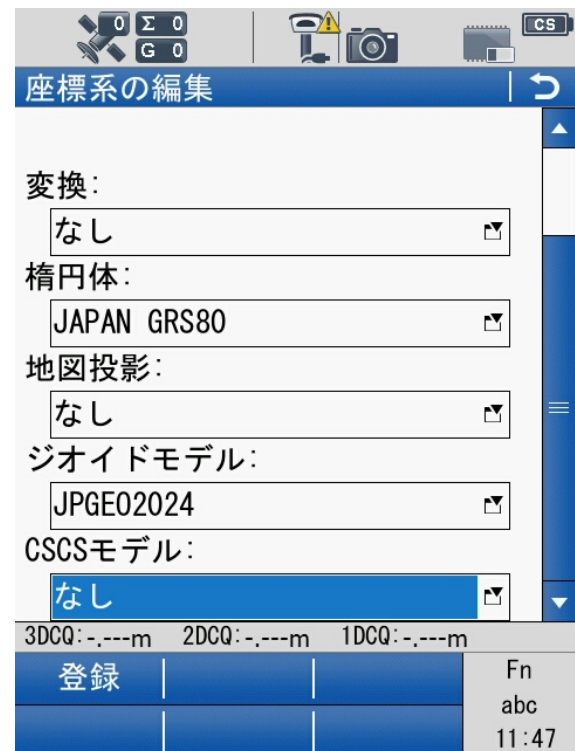 0 Σ 0
G 0
CS
座標系の編集
変換:
なし
楕円体:
JAPAN GRS80
地図投影:
なし
ジオイドモデル:
JPGEO2024
CSCSモデル:
なし
3DCQ:-.---m 2DCQ:-.---m 1DCQ:-.---m
登録
Fn
abc
11:47